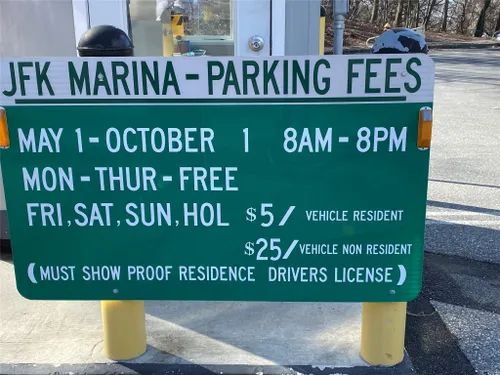 JFK MARINA - PARKING FEES
MAY 1 - OCTOBER 1 8AM - 8PM
MON - THUR - FREE
FRI, SAT, SUN, HOL $5/ VEHICLE RESIDENT
$25/ VEHICLE NON RESIDENT
(MUST SHOW PROOF RESIDENCE DRIVERS LICENSE)